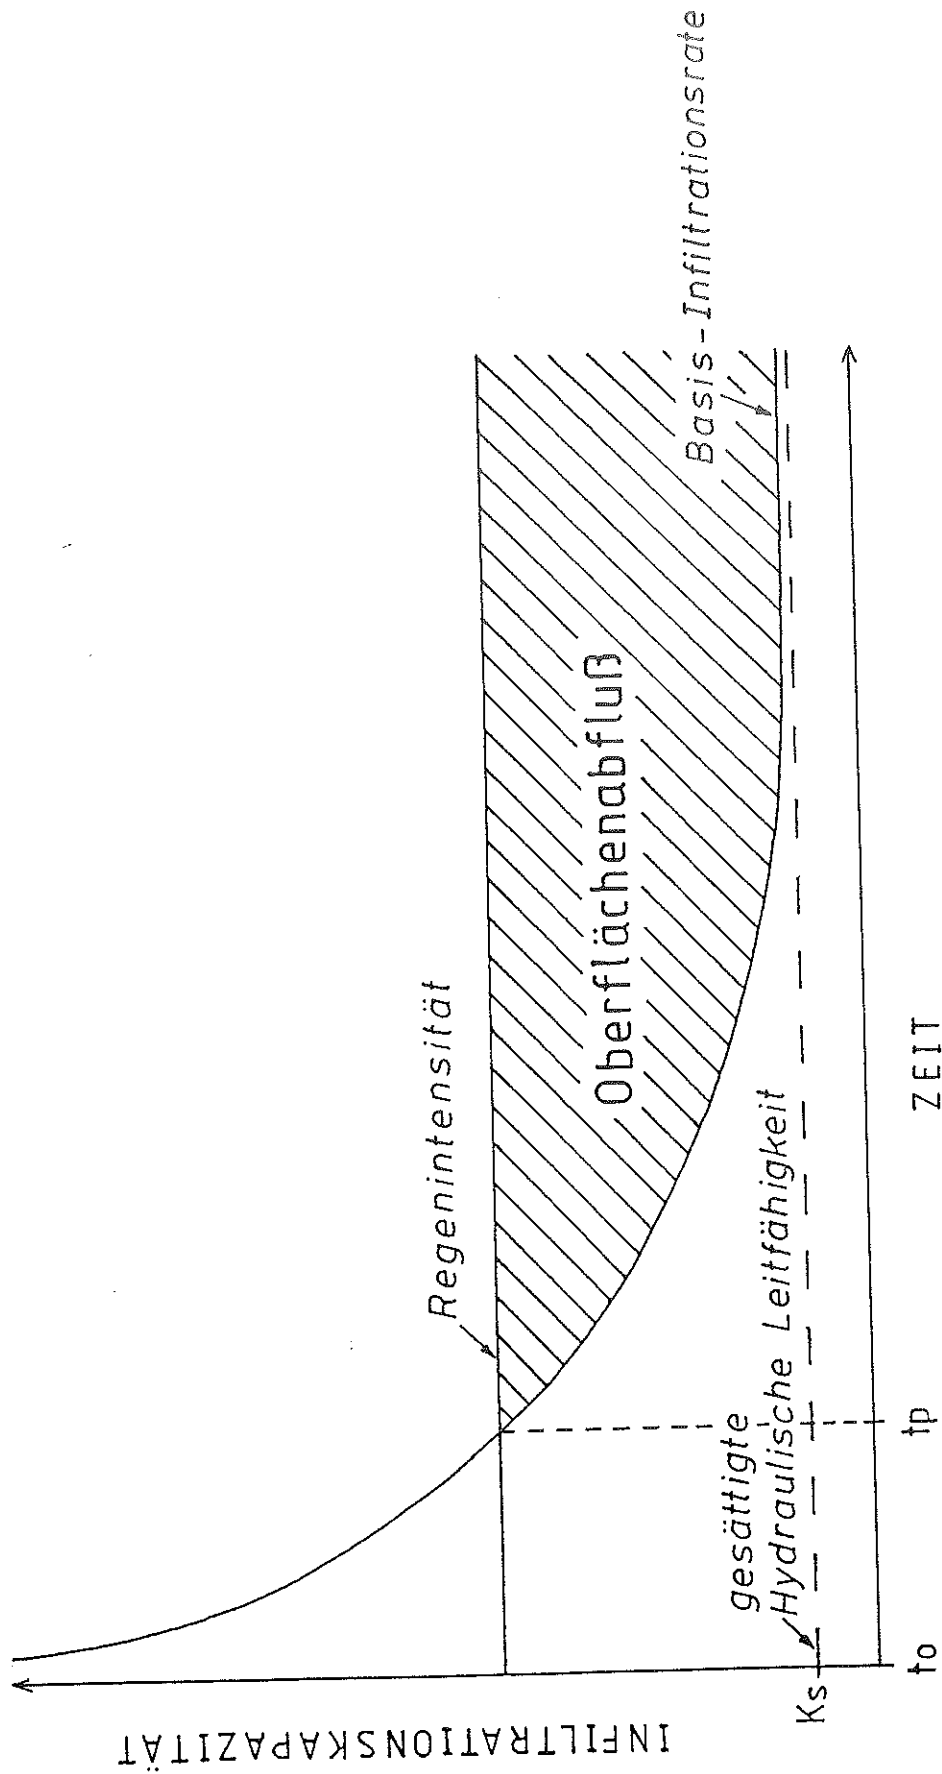 INFILTRATIONSKAPAZITÄT
Regenintensität
Oberflächenabfluß
Basis-Infiltrationsrate
gesättigte
Hydraulische Leitfähigkeit
Ks
to
tp
ZEIT